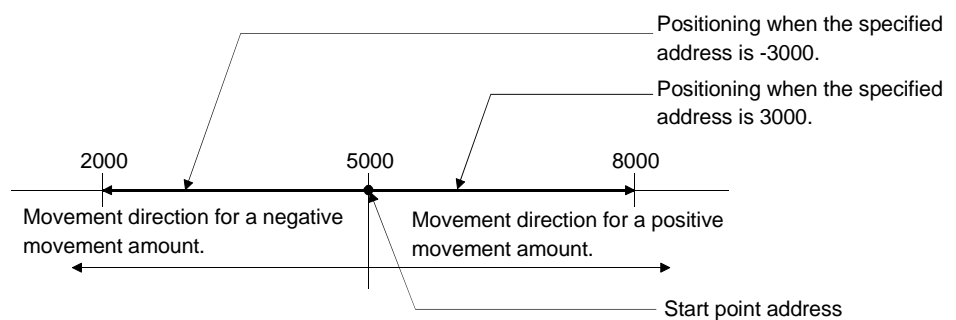 Positioning when the specified
address is -3000.
Positioning when the specified
address is 3000.
2000
5000
8000
Movement direction for a negative
movement amount.
Movement direction for a positive
movement amount.
Start point address